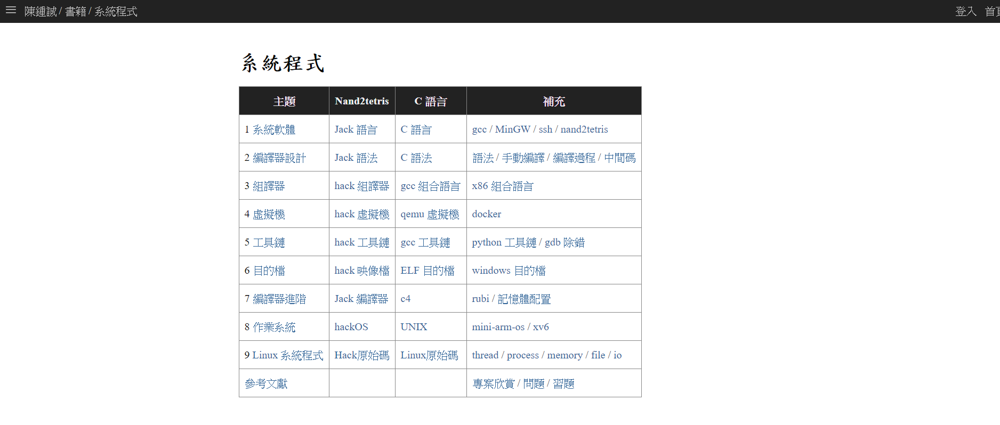 陳鍾誠 / 書籍 / 系統程式 登入 首頁
系統程式
主題 Nand2tetris C 語言 補充
1 系統軟體 Jack 語言 C 語言 gcc / MinGW / ssh / nand2tetris
2 編譯器設計 Jack 語法 C 語法 語法 / 手動編譯 / 編譯過程 / 中間碼
3 組譯器 hack 組譯器 gcc 組合語言 x86 組合語言
4 虛擬機 hack 虛擬機 qemu 虛擬機 docker
5 工具鏈 hack 工具鏈 gcc 工具鏈 python 工具鏈 / gdb 除錯
6 目的檔 hack 映像檔 ELF 目的檔 windows 目的檔
7 編譯器進階 Jack 編譯器 c4 rubi / 記憶體配置
8 作業系統 hackOS UNIX mini-arm-os / xv6
9 Linux 系統程式 Hack原始碼 Linux原始碼 thread / process / memory / file / io
參考文獻 專案欣賞 / 問題 / 習題